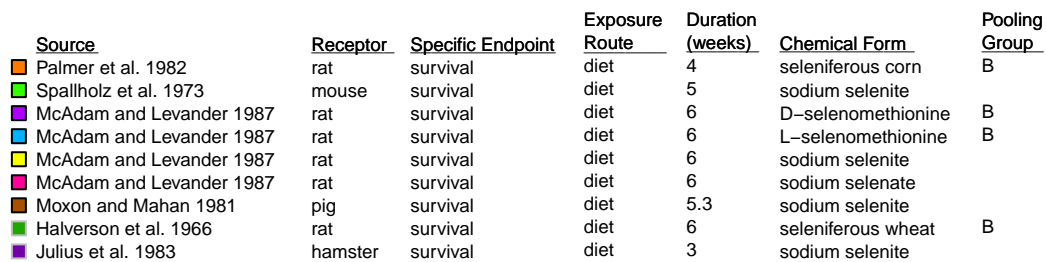 Exposure Duration Pooling
Source Receptor Specific Endpoint Route (weeks) Chemical Form Group
Palmer et al. 1982 rat survival diet 4 seleniferous corn B
Spallholz et al. 1973 mouse survival diet 5 sodium selenite
McAdam and Levander 1987 rat survival diet 6 D−selenomethionine B
McAdam and Levander 1987 rat survival diet 6 L−selenomethionine B
McAdam and Levander 1987 rat survival diet 6 sodium selenite
McAdam and Levander 1987 rat survival diet 6 sodium selenate
Moxon and Mahan 1981 pig survival diet 5.3 sodium selenite
Halverson et al. 1966 rat survival diet 6 seleniferous wheat B
Julius et al. 1983 hamster survival diet 3 sodium selenite